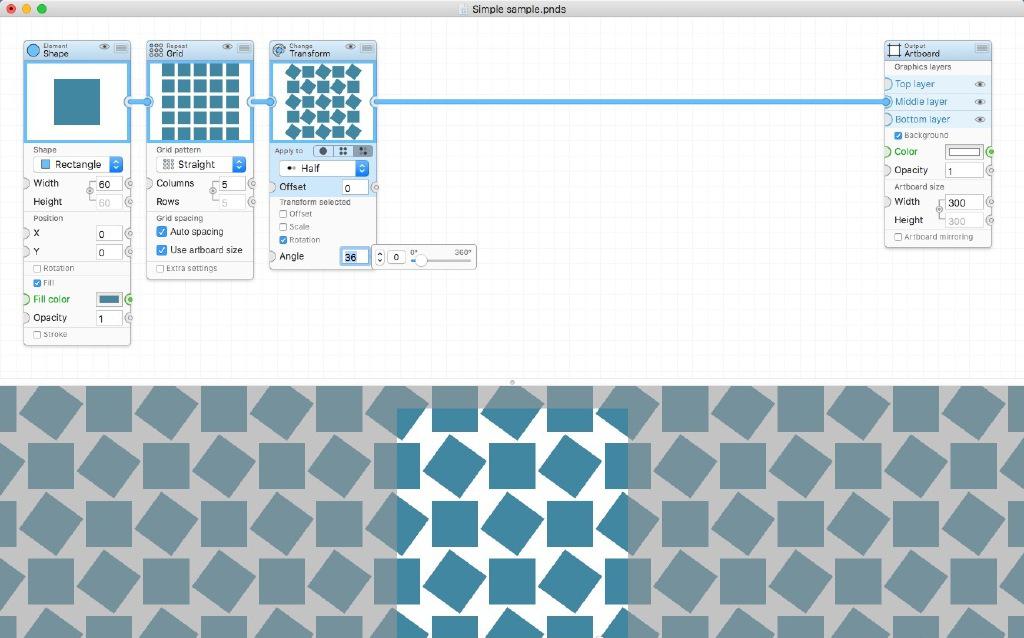 Simple sample.pnds
Element
Shape
Shape
Rectangle
Width 60
Height 60
Position
X 0
Y 0
Rotation
Fill
Fill color
Opacity 1
Stroke
Repeat
Grid
Grid pattern
Straight
Columns 5
Rows 5
Grid spacing
Auto spacing
Use artboard size
Extra settings
Change
Transform
Apply to
Half
Offset 0
Transform selected
Offset
Scale
Rotation
Angle 36
0 0° 360°
Output
Artboard
Graphics layers
Top layer
Middle layer
Bottom layer
Background
Color
Opacity 1
Artboard size
Width 300
Height 300
Artboard mirroring